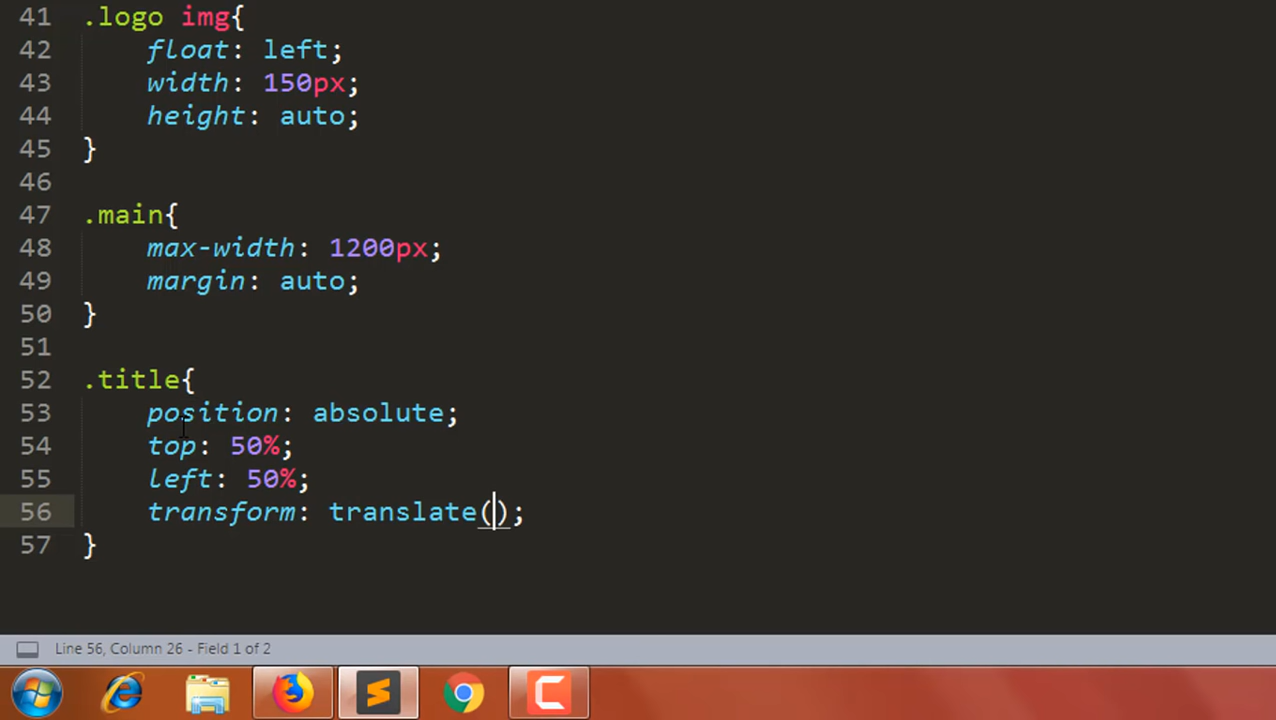 41 .logo img{
42 float: left;
43 width: 150px;
44 height: auto;
45 }
46
47 .main{
48 max-width: 1200px;
49 margin: auto;
50 }
51
52 .title{
53 position: absolute;
54 top: 50%;
55 left: 50%;
56 transform: translate();
57 }
Line 56, Column 26 - Field 1 of 2